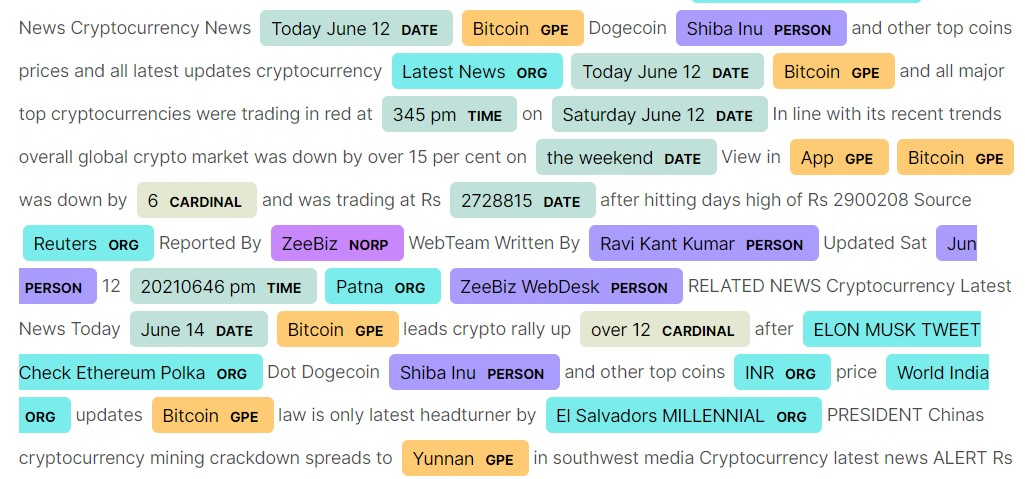 News Cryptocurrency News Today June 12 DATE Bitcoin GPE Dogecoin Shiba Inu PERSON and other top coins
prices and all latest updates cryptocurrency Latest News ORG Today June 12 DATE Bitcoin GPE and all major
top cryptocurrencies were trading in red at 345 pm TIME on Saturday June 12 DATE In line with its recent trends
overall global crypto market was down by over 15 per cent on the weekend DATE View in App GPE Bitcoin GPE
was down by 6 CARDINAL and was trading at Rs 2728815 DATE after hitting days high of Rs 2900208 Source
Reuters ORG Reported By ZeeBiz NORP WebTeam Written By Ravi Kant Kumar PERSON Updated Sat Jun
PERSON 12 20210646 pm TIME Patna ORG ZeeBiz WebDesk PERSON RELATED NEWS Cryptocurrency Latest
News Today June 14 DATE Bitcoin GPE leads crypto rally up over 12 CARDINAL after ELON MUSK TWEET
Check Ethereum Polka ORG Dot Dogecoin Shiba Inu PERSON and other top coins INR ORG price World India
ORG updates Bitcoin GPE law is only latest headturner by El Salvadors MILLENNIAL ORG PRESIDENT Chinas
cryptocurrency mining crackdown spreads to Yunnan GPE in southwest media Cryptocurrency latest news ALERT Rs